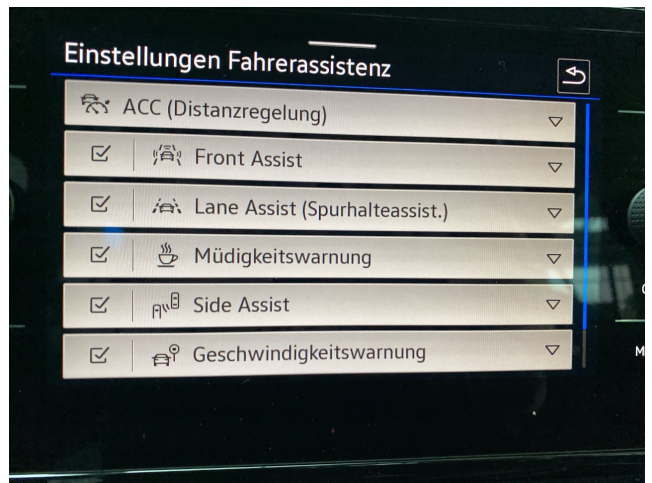 Einstellungen Fahrerassistenz
ACC (Distanzregelung)
Front Assist
Lane Assist (Spurhalteassist.)
Müdigkeitswarnung
Side Assist
Geschwindigkeitswarnung
M